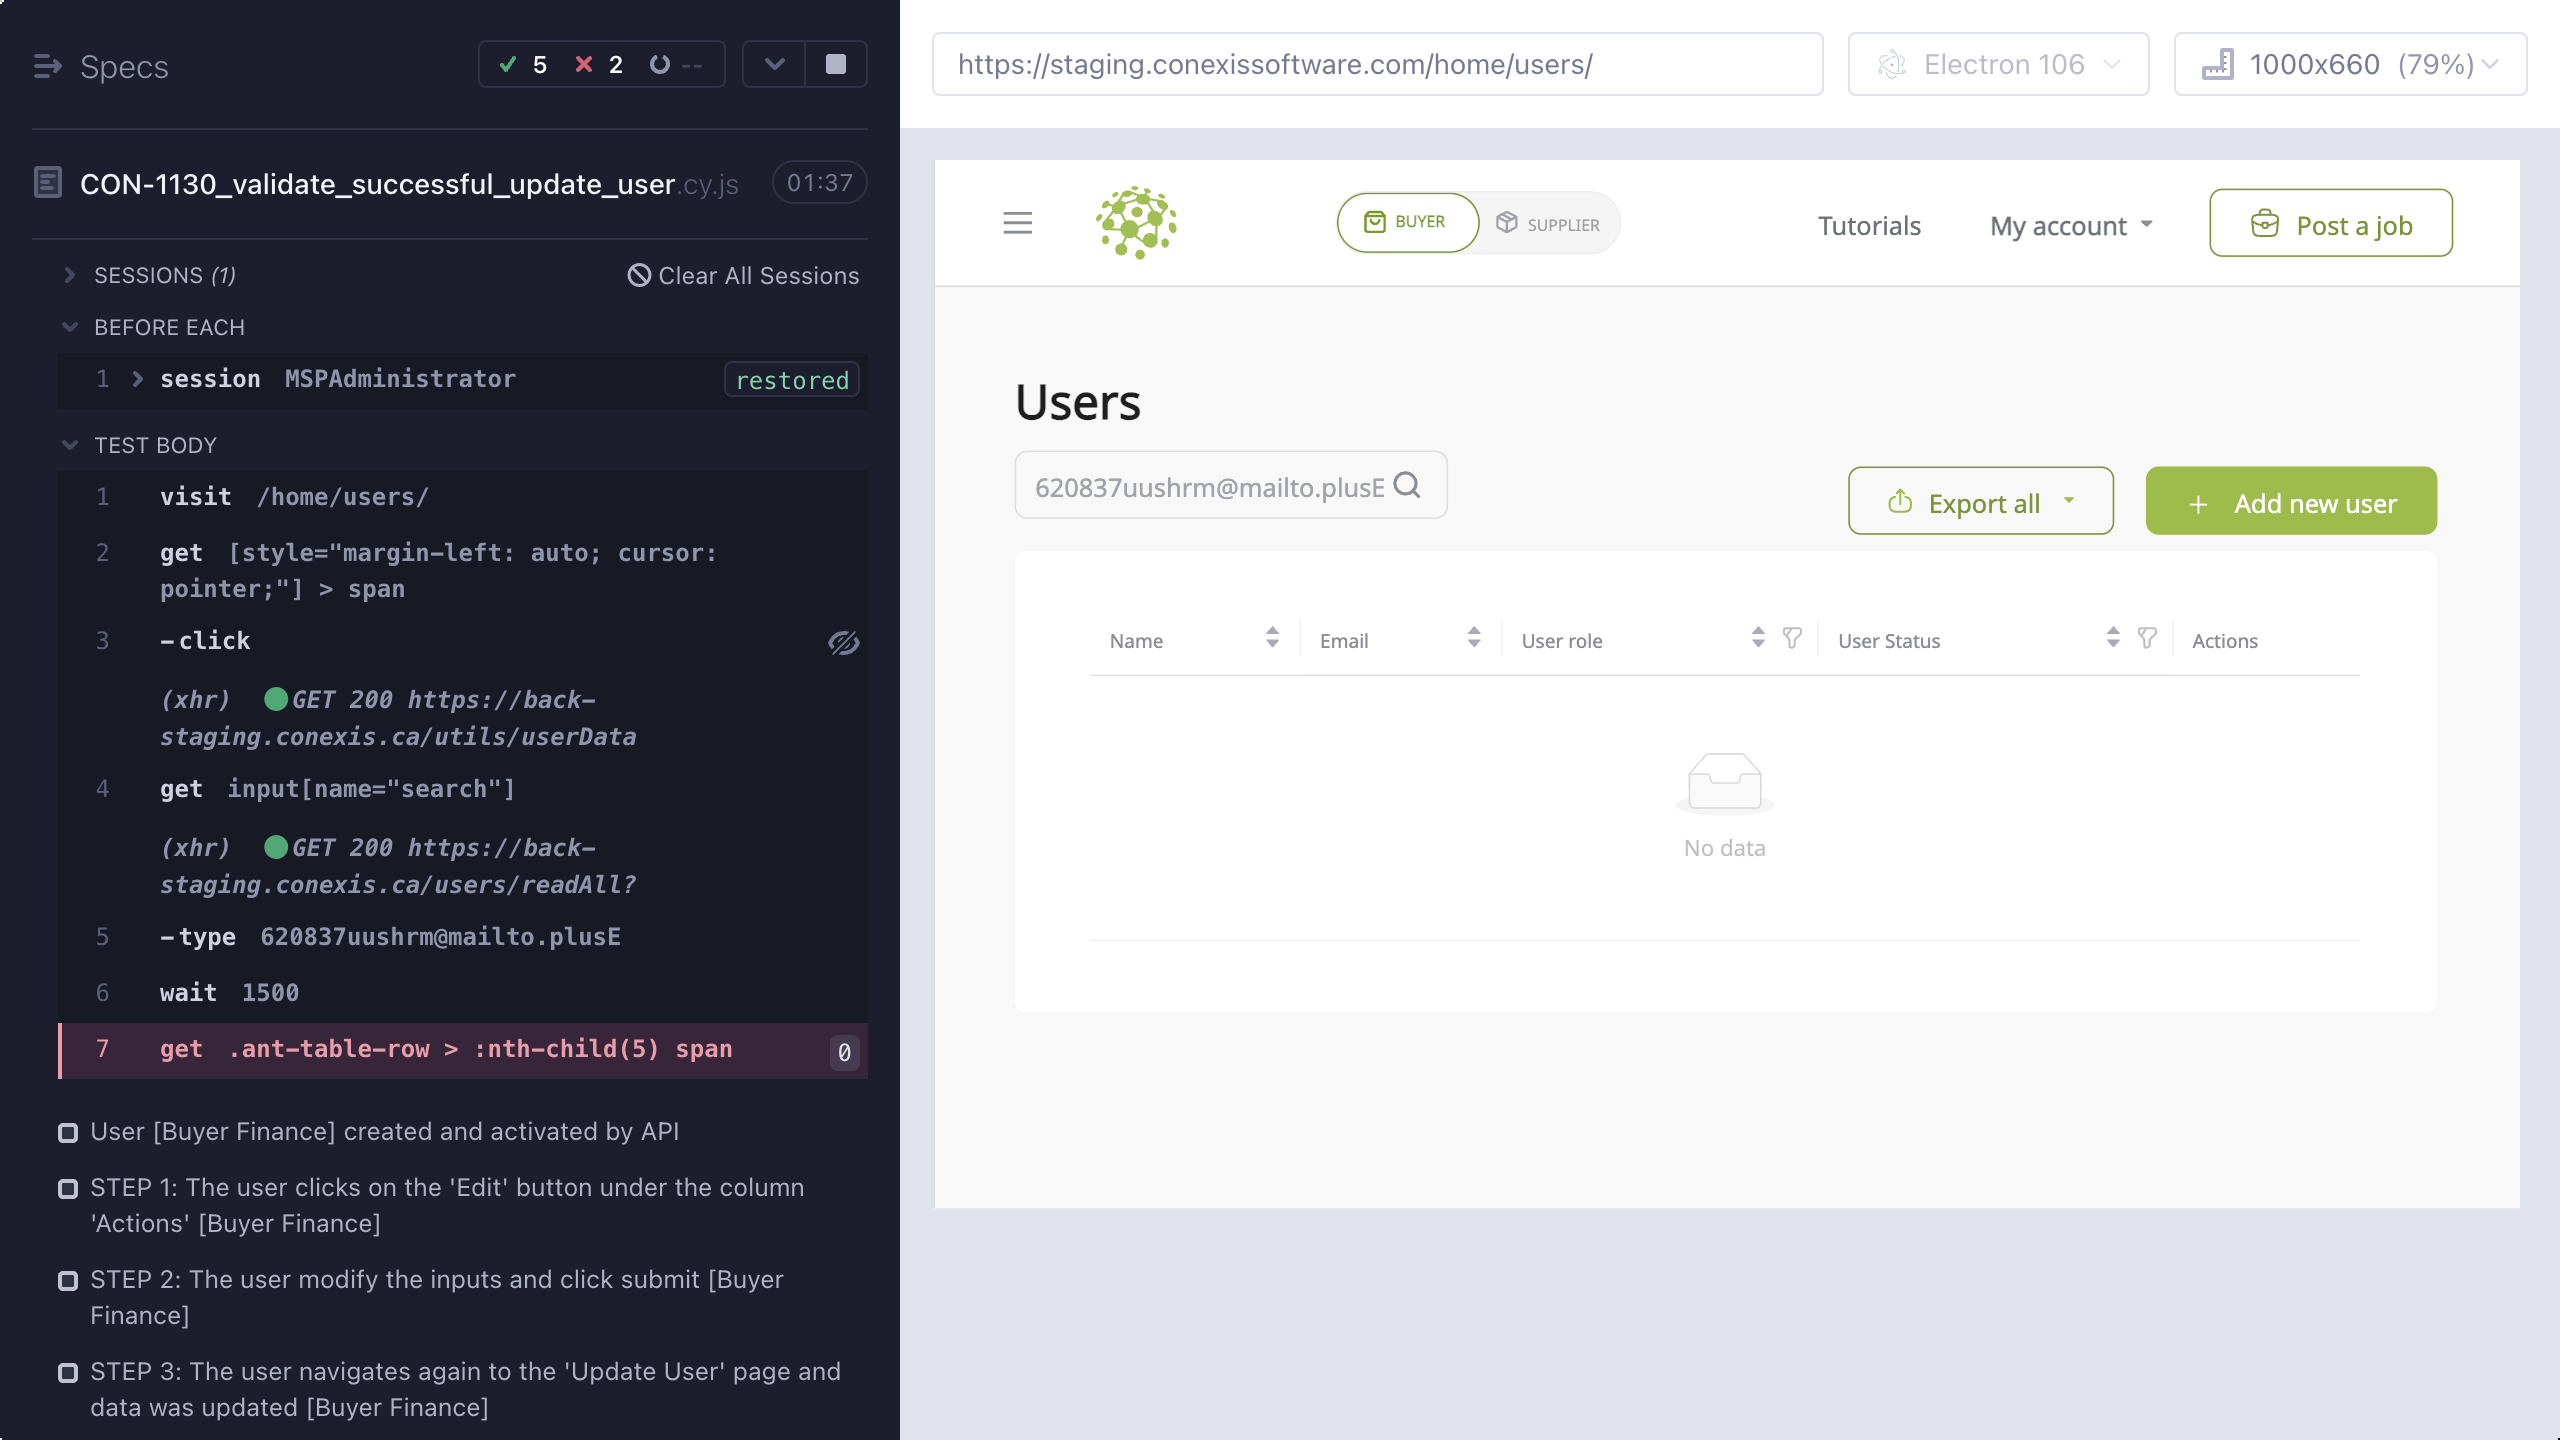 Specs
5 2 --
CON-1130_validate_successful_update_user.cy.js 01:37
SESSIONS (1) Clear All Sessions
BEFORE EACH
1 session MSPAdministrator restored
TEST BODY
1 visit /home/users/
2 get [style="margin-left: auto; cursor:
pointer;"] > span
3 -click
(xhr) GET 200 https://back-
staging.conexis.ca/utils/userData
4 get input[name="search"]
(xhr) GET 200 https://back-
staging.conexis.ca/users/readAll?
5 -type 620837uushrm@mailto.plusE
6 wait 1500
7 get .ant-table-row > :nth-child(5) span 0
User [Buyer Finance] created and activated by API
STEP 1: The user clicks on the 'Edit' button under the column
'Actions' [Buyer Finance]
STEP 2: The user modify the inputs and click submit [Buyer
Finance]
STEP 3: The user navigates again to the 'Update User' page and
data was updated [Buyer Finance]
https://staging.conexissoftware.com/home/users/
Electron 106
1000x660 (79%)
BUYER SUPPLIER
Tutorials My account Post a job
Users
620837uushrm@mailto.plusE
Export all + Add new user
Name Email User role User Status Actions
No data